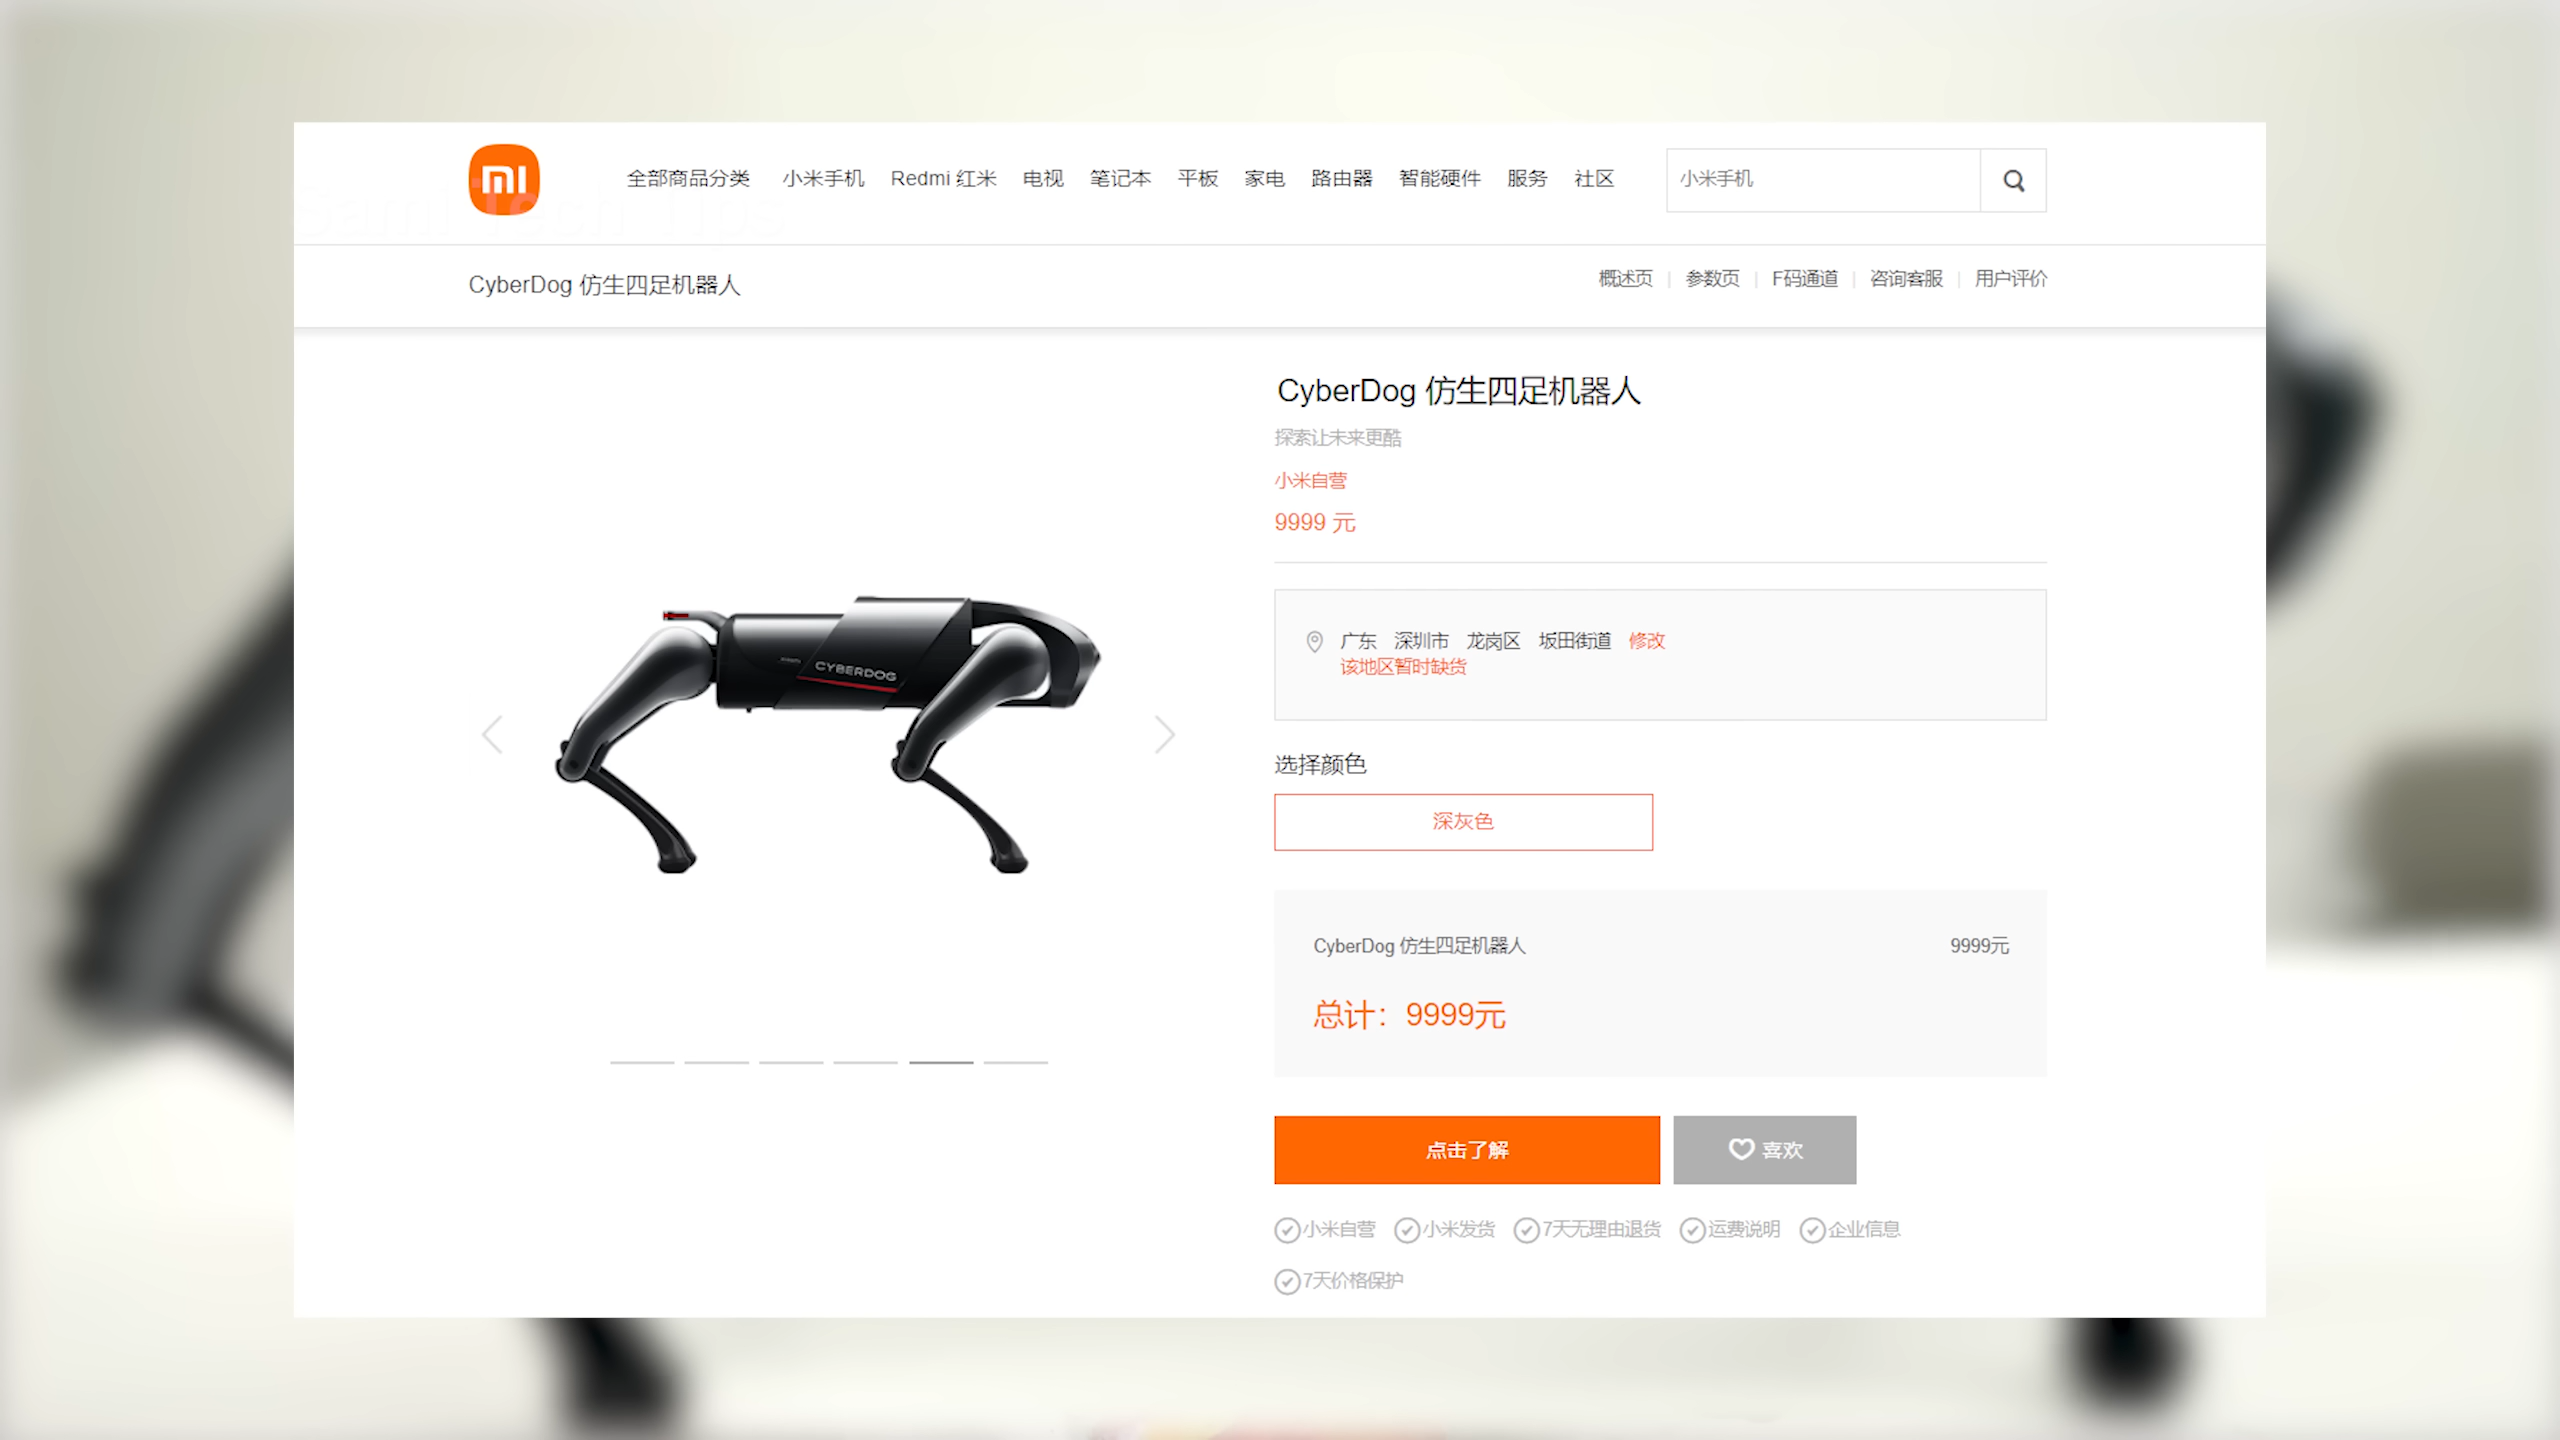 mi
全部商品分类 小米手机 Redmi 红米 电视 笔记本 平板 家电 路由器 智能硬件 服务 社区
小米手机
CyberDog 仿生四足机器人
概述页 | 参数页 | F码通道 | 咨询客服 | 用户评价
CYBERDOG
CyberDog 仿生四足机器人
探索让未来更酷
小米自营
9999 元
广东 深圳市 龙岗区 坂田街道 修改
该地区暂时缺货
选择颜色
深灰色
CyberDog 仿生四足机器人 9999元
总计：9999元
点击了解
喜欢
小米自营 小米发货 7天无理由退货 运费说明 企业信息
7天价格保护